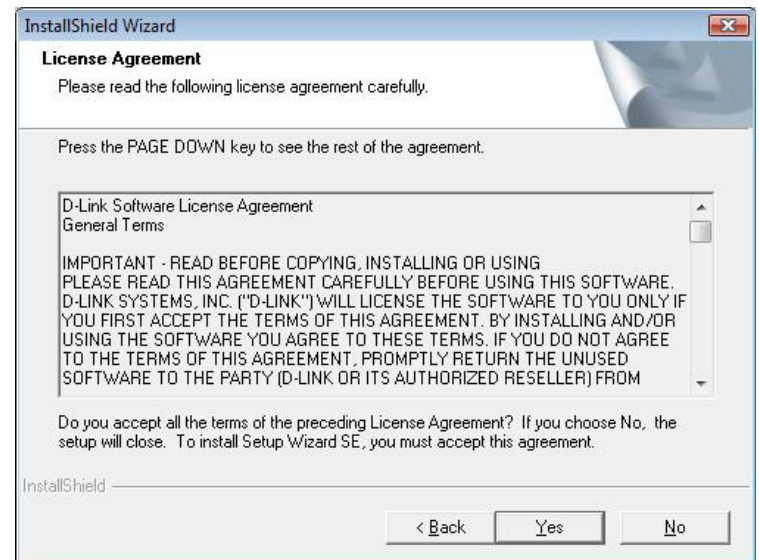 InstallShield Wizard
License Agreement
Please read the following license agreement carefully.
Press the PAGE DOWN key to see the rest of the agreement.
D-Link Software License Agreement
General Terms
IMPORTANT - READ BEFORE COPYING, INSTALLING OR USING
PLEASE READ THIS AGREEMENT CAREFULLY BEFORE USING THIS SOFTWARE.
D-LINK SYSTEMS, INC. ("D-LINK") WILL LICENSE THE SOFTWARE TO YOU ONLY IF
YOU FIRST ACCEPT THE TERMS OF THIS AGREEMENT. BY INSTALLING AND/OR
USING THE SOFTWARE YOU AGREE TO THESE TERMS. IF YOU DO NOT AGREE
TO THE TERMS OF THIS AGREEMENT, PROMPTLY RETURN THE UNUSED
SOFTWARE TO THE PARTY (D-LINK OR ITS AUTHORIZED RESELLER) FROM
Do you accept all the terms of the preceding License Agreement? If you choose No, the
setup will close. To install Setup Wizard SE, you must accept this agreement.
InstallShield
< Back Yes No